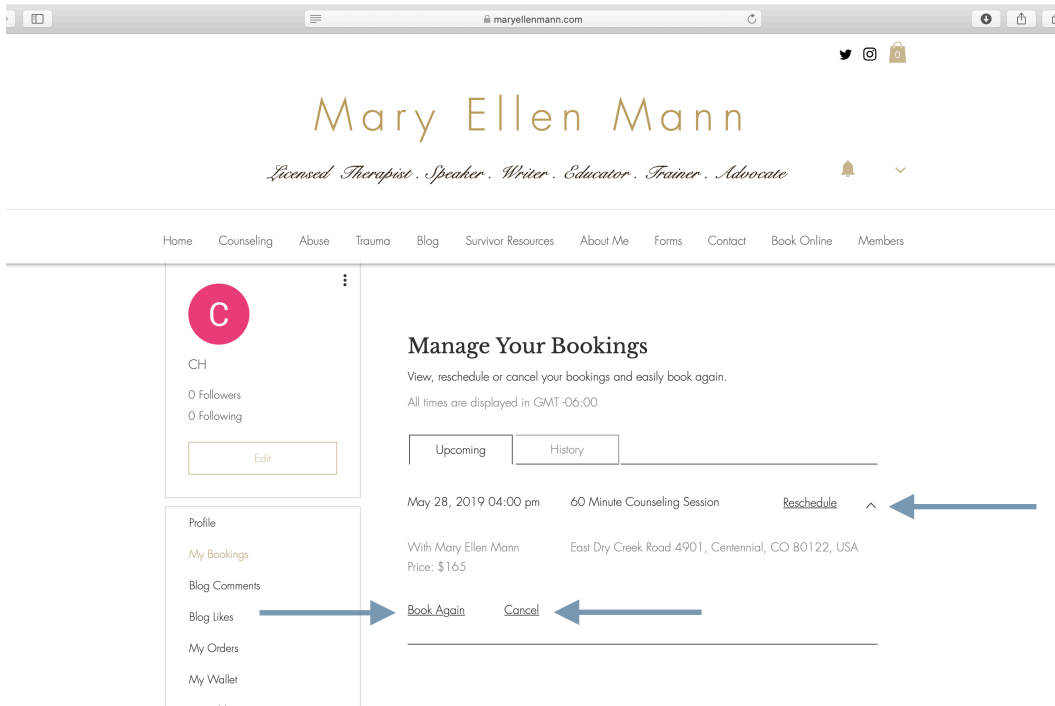 maryellenmann.com
0
Mary Ellen Mann
Licensed Therapist . Speaker . Writer . Educator . Trainer . Advocate
Home Counseling Abuse Trauma Blog Survivor Resources About Me Forms Contact Book Online Members
C
CH
0 Followers
0 Following
Edit
Profile
My Bookings
Blog Comments
Blog Likes
My Orders
My Wallet
Manage Your Bookings
View, reschedule or cancel your bookings and easily book again.
All times are displayed in GMT -06:00
Upcoming History
May 28, 2019 04:00 pm 60 Minute Counseling Session Reschedule
With Mary Ellen Mann East Dry Creek Road 4901, Centennial, CO 80122, USA
Price: $165
Book Again Cancel